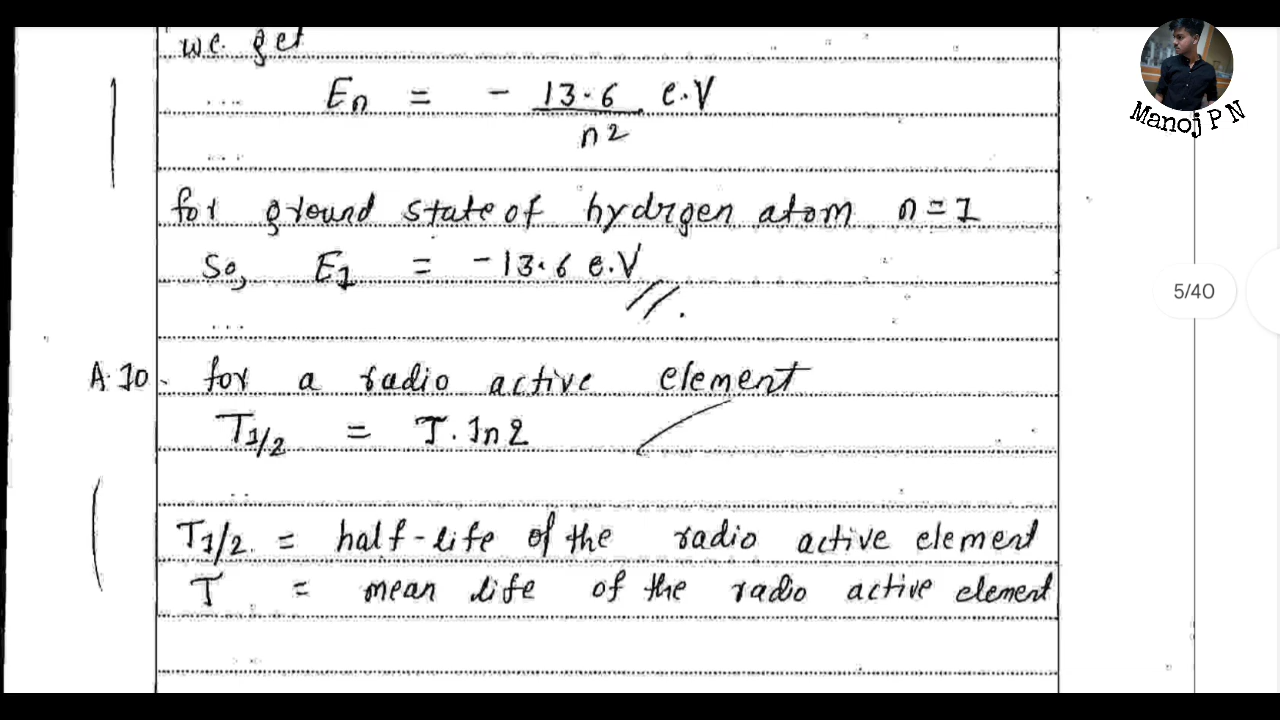 we get
En = - 13.6 / n2 e.V
for ground state of hydrgen atom n=1
So, E1 = -13.6 e.V
A.10. for a radio active element
T1/2 = T. ln2
T1/2 = half-life of the radio active element
T = mean life of the radio active element
Manoj P N
5/40